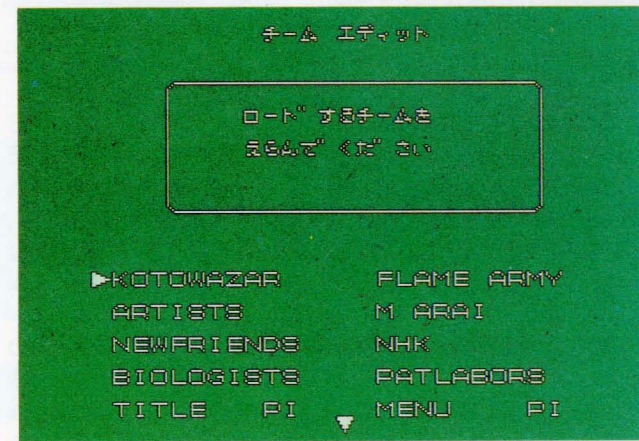 チーム エディット
ロードするチームを
えらんでください
▶KOTOWAZAR FLAME ARMY
ARTISTS M ARAI
NEWFRIENDS NHK
BIOLOGISTS PATLABORS
TITLE PI ▼ MENU PI